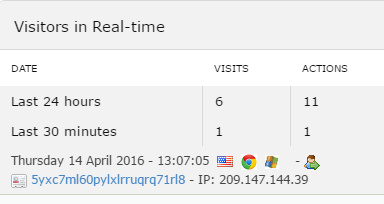 Visitors in Real-time
DATE VISITS ACTIONS
Last 24 hours 6 11
Last 30 minutes 1 1
Thursday 14 April 2016 - 13:07:05 -
5yxc7ml60pylxlrruqrq71rl8 - IP: 209.147.144.39